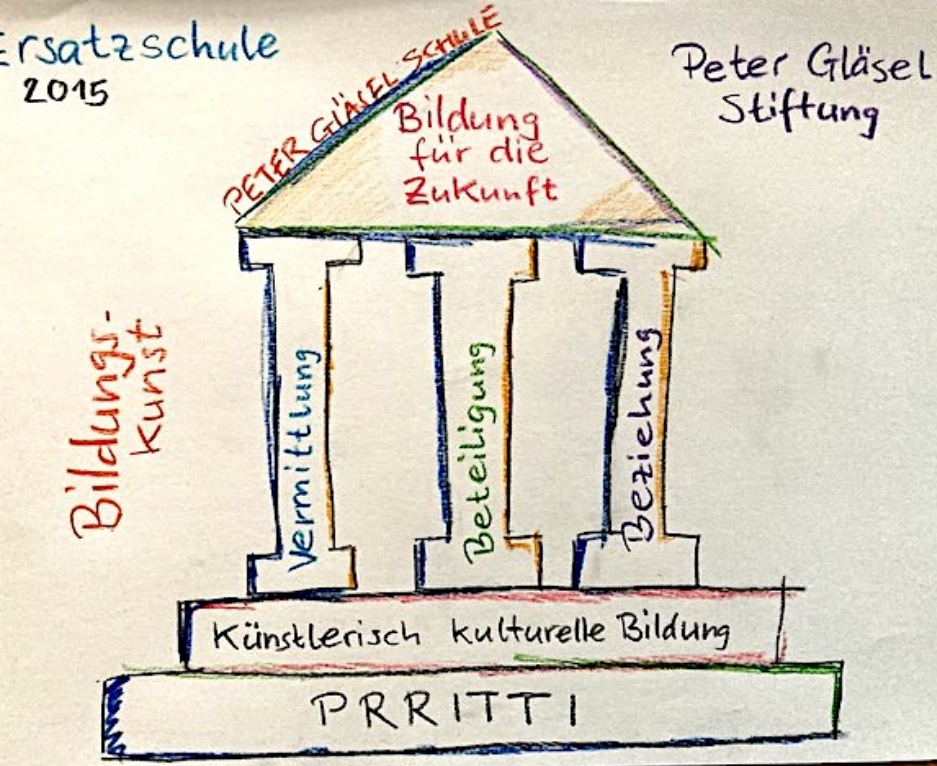 Ersatzschule
2015
Peter Gläsel
Stiftung
PETER GLÄSEL SCHULE
Bildung
für die
Zukunft
Bildungs-
Kunst
Vermittlung
Beteiligung
Beziehung
Künstlerisch kulturelle Bildung
PRRITTI